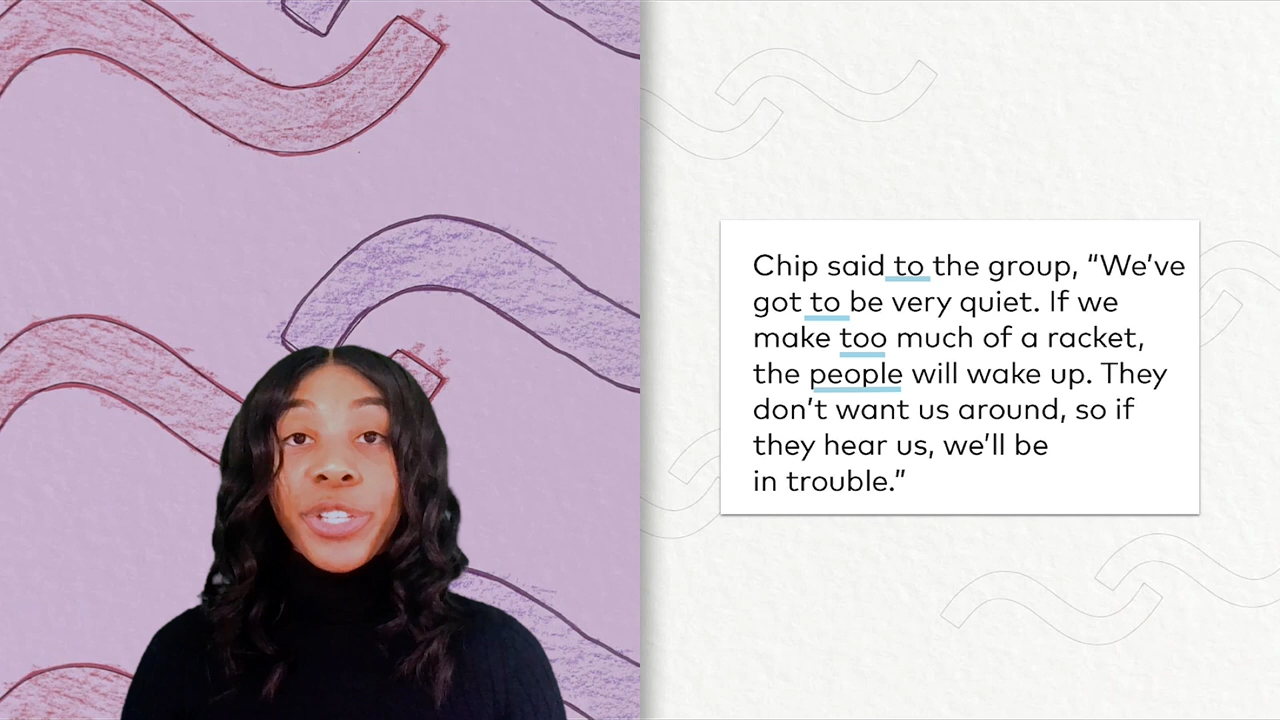 Chip said to the group, “We’ve
got to be very quiet. If we
make too much of a racket,
the people will wake up. They
don’t want us around, so if
they hear us, we’ll be
in trouble.”